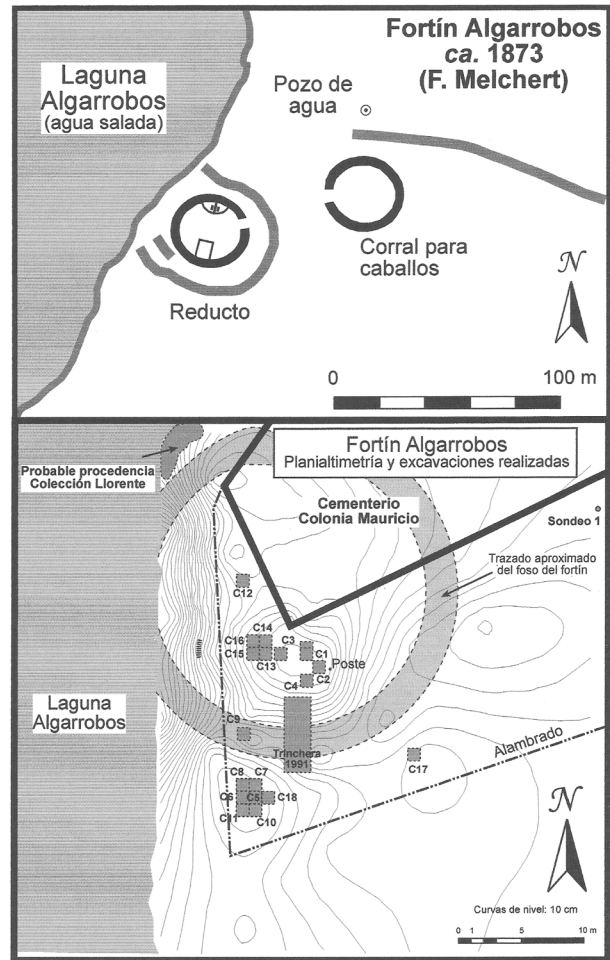 Fortín Algarrobos
ca. 1873
(F. Melchert)
Laguna
Algarrobos
(agua salada)
Pozo de
agua
Corral para
caballos
Reducto
N
0 100 m
Fortín Algarrobos
Planialtimetría y excavaciones realizadas
Probable procedencia
Colección Llorente
Cementerio
Colonia Mauricio
Sondeo 1
Trazado aproximado
del foso del fortín
C12
C14
C16
C3
C15
C1
C13
Poste
C4
C2
Laguna
Algarrobos
C9
Trinchera
1991
Alambrado
C17
C8 C7
C6 C5 C18
C11
C10
N
Curvas de nivel: 10 cm
0 1 5 10 m